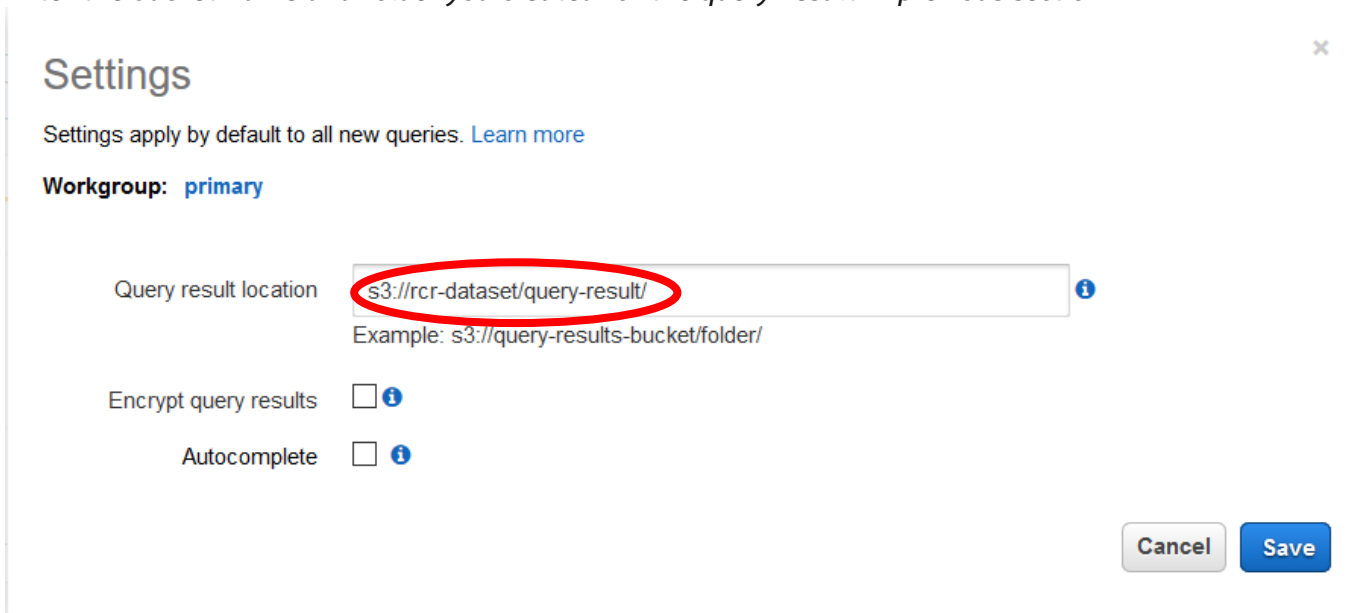 Settings
Settings apply by default to all new queries. Learn more
Workgroup: primary
Query result location s3://rcr-dataset/query-result/
Example: s3://query-results-bucket/folder/
Encrypt query results
Autocomplete
Cancel Save